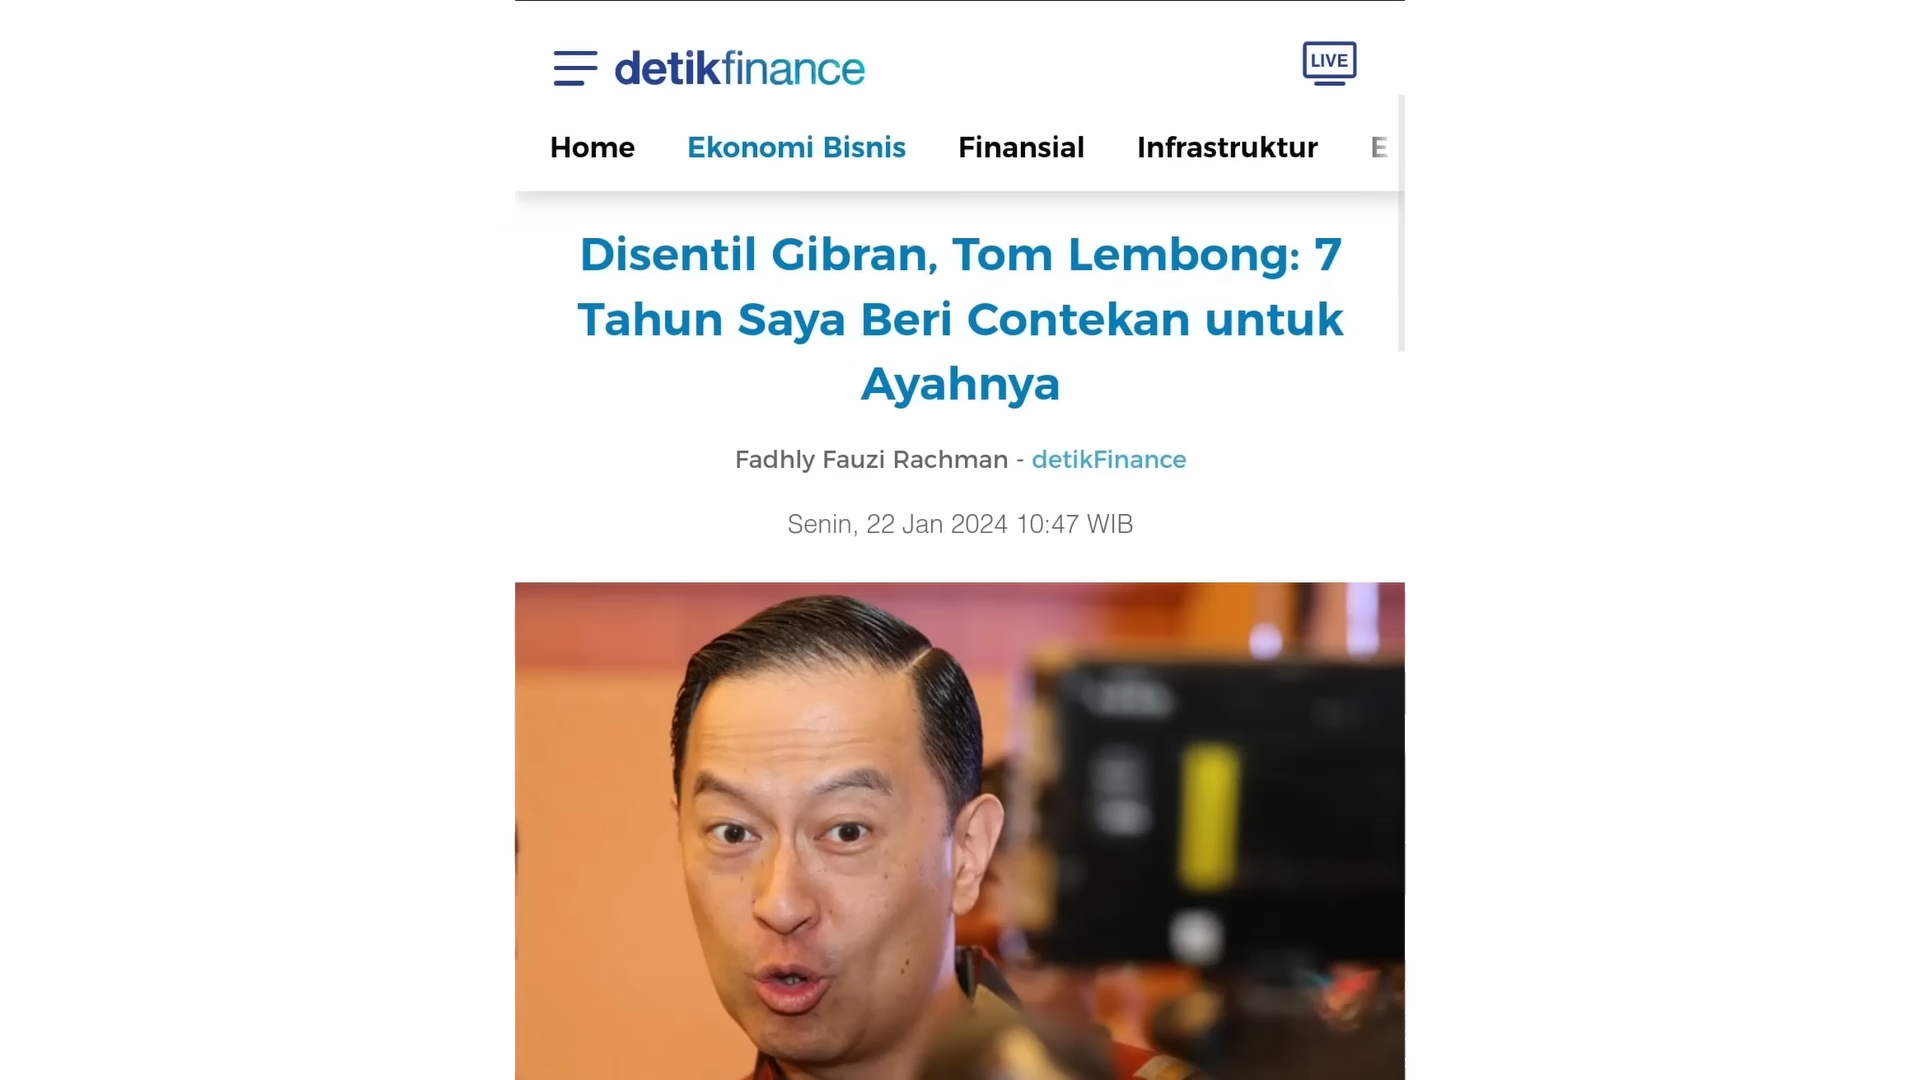 detikfinance
LIVE
Home Ekonomi Bisnis Finansial Infrastruktur E
Disentil Gibran, Tom Lembong: 7
Tahun Saya Beri Contekan untuk
Ayahnya
Fadhly Fauzi Rachman - detikFinance
Senin, 22 Jan 2024 10:47 WIB